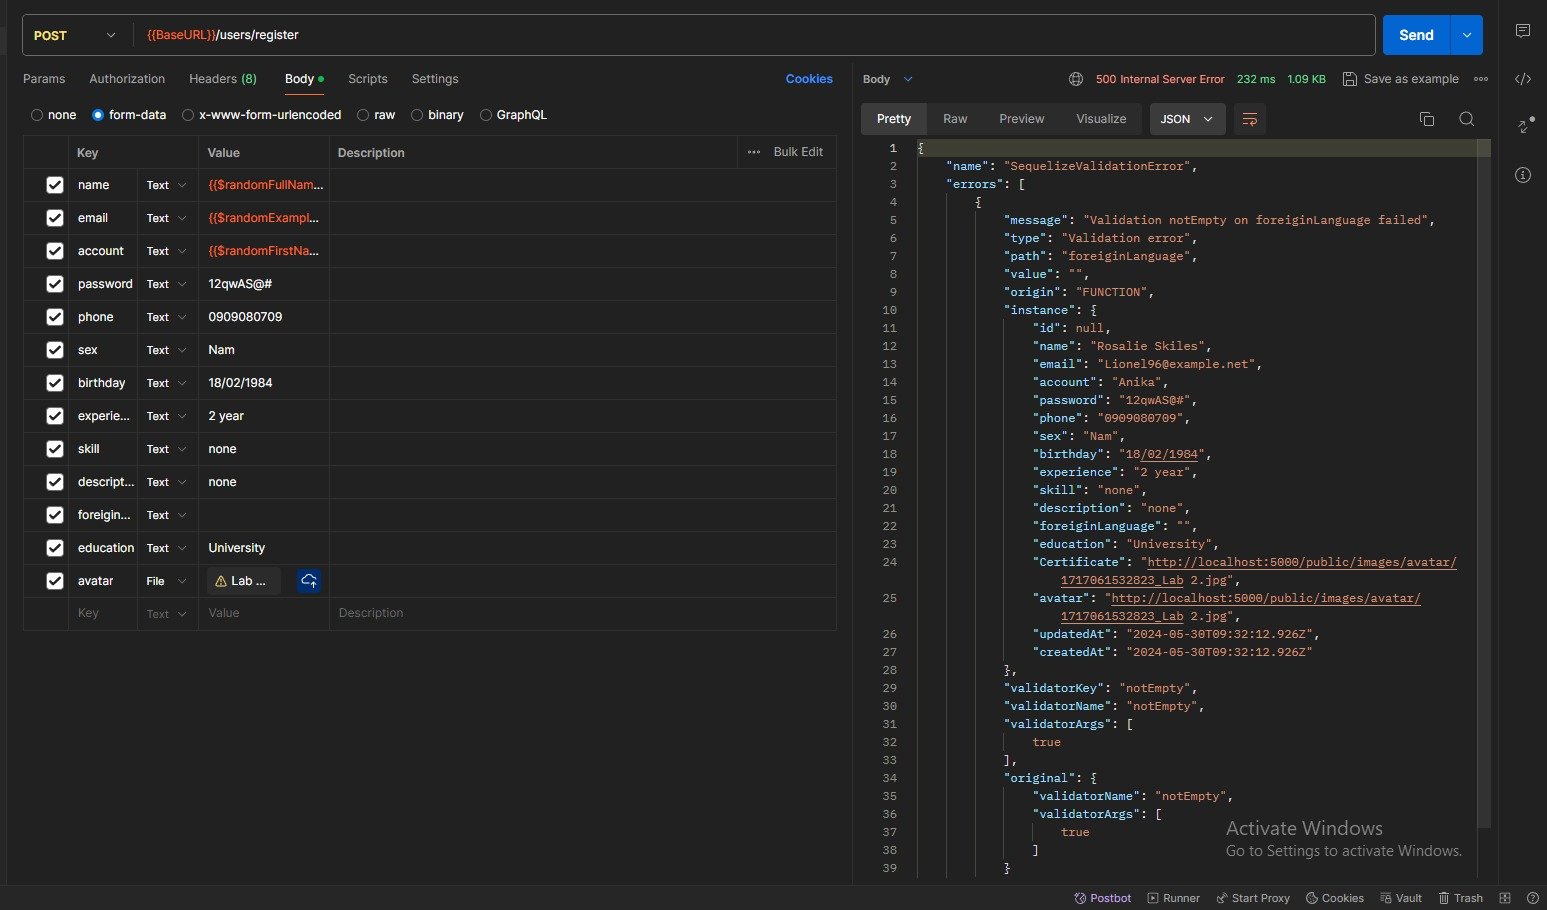 POST {{BaseURL}}/users/register Send
Params Authorization Headers (8) Body Scripts Settings Cookies
none form-data x-www-form-urlencoded raw binary GraphQL
Key Value Description ••• Bulk Edit
name Text {{$randomFullNam...
email Text {{$randomExampl...
account Text {{$randomFirstNa...
password Text 12qwAS@#
phone Text 0909080709
sex Text Nam
birthday Text 18/02/1984
experie... Text 2 year
skill Text none
descript... Text none
foreigin... Text
education Text University
avatar File Lab ...
Key Text Value Description
Body 500 Internal Server Error 232 ms 1.09 KB Save as example
Pretty Raw Preview Visualize JSON
1 {
2 "name": "SequelizeValidationError",
3 "errors": [
4 {
5 "message": "Validation notEmpty on foreiginLanguage failed",
6 "type": "Validation error",
7 "path": "foreiginLanguage",
8 "value": "",
9 "origin": "FUNCTION",
10 "instance": {
11 "id": null,
12 "name": "Rosalie Skiles",
13 "email": "Lionel96@example.net",
14 "account": "Anika",
15 "password": "12qwAS@#",
16 "phone": "0909080709",
17 "sex": "Nam",
18 "birthday": "18/02/1984",
19 "experience": "2 year",
20 "skill": "none",
21 "description": "none",
22 "foreiginLanguage": "",
23 "education": "University",
24 "Certificate": "http://localhost:5000/public/images/avatar/
1717061532823_Lab 2.jpg",
25 "avatar": "http://localhost:5000/public/images/avatar/
1717061532823_Lab 2.jpg",
26 "updatedAt": "2024-05-30T09:32:12.926Z",
27 "createdAt": "2024-05-30T09:32:12.926Z"
28 },
29 "validatorKey": "notEmpty",
30 "validatorName": "notEmpty",
31 "validatorArgs": [
32 true
33 ],
34 "original": {
35 "validatorName": "notEmpty",
36 "validatorArgs": [
37 true
38 ]
39 }
Activate Windows
Go to Settings to activate Windows.
Postbot Runner Start Proxy Cookies Vault Trash